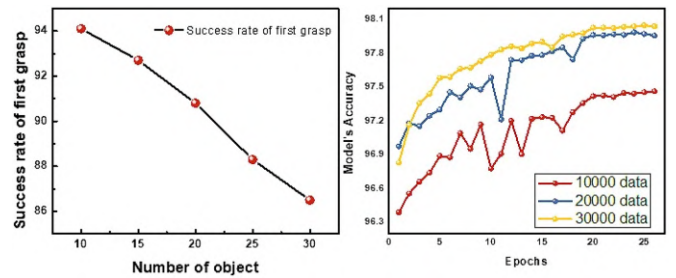 Success rate of first grasp
94
92
90
88
86
10 15 20 25 30
Number of object
Success rate of first grasp
Model's Accuracy
98.1
97.8
97.5
97.2
96.9
96.6
96.3
0 5 10 15 20 25
Epochs
10000 data
20000 data
30000 data